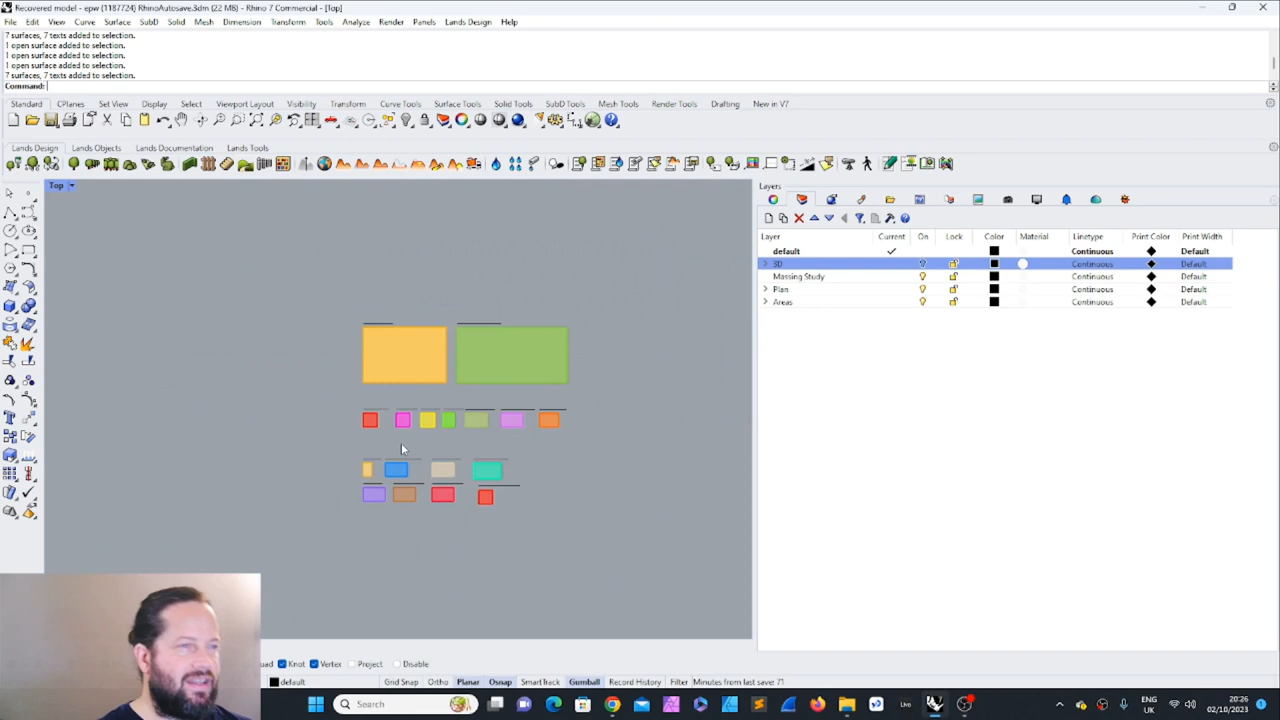 Recovered model - epw (1187724) RhinoAutosave.3dm (22 MB) - Rhino 7 Commercial - [Top]
File Edit View Curve Surface SubD Solid Mesh Dimension Transform Tools Analyze Render Panels Lands Design Help
7 surfaces, 7 texts added to selection.
1 open surface added to selection.
1 open surface added to selection.
1 open surface added to selection.
7 surfaces, 7 texts added to selection.
Command:
Standard CPlanes Set View Display Select Viewport Layout Visibility Transform Curve Tools Surface Tools Solid Tools SubD Tools Mesh Tools Render Tools Drafting New in V7
Lands Design Lands Objects Lands Documentation Lands Tools
Top
Layers
Layer Current On Lock Color Material Linetype Print Color Print Width
default Continuous Default
3D Continuous Default
Massing Study Continuous Default
Plan Continuous Default
Areas Continuous Default
Knot Vertex Project Disable
default Grid Snap Ortho Planar Osnap SmartTrack Gumball Record History Filter Minutes from last save: 71
Search Live ENG 20:26
UK 02/10/2023